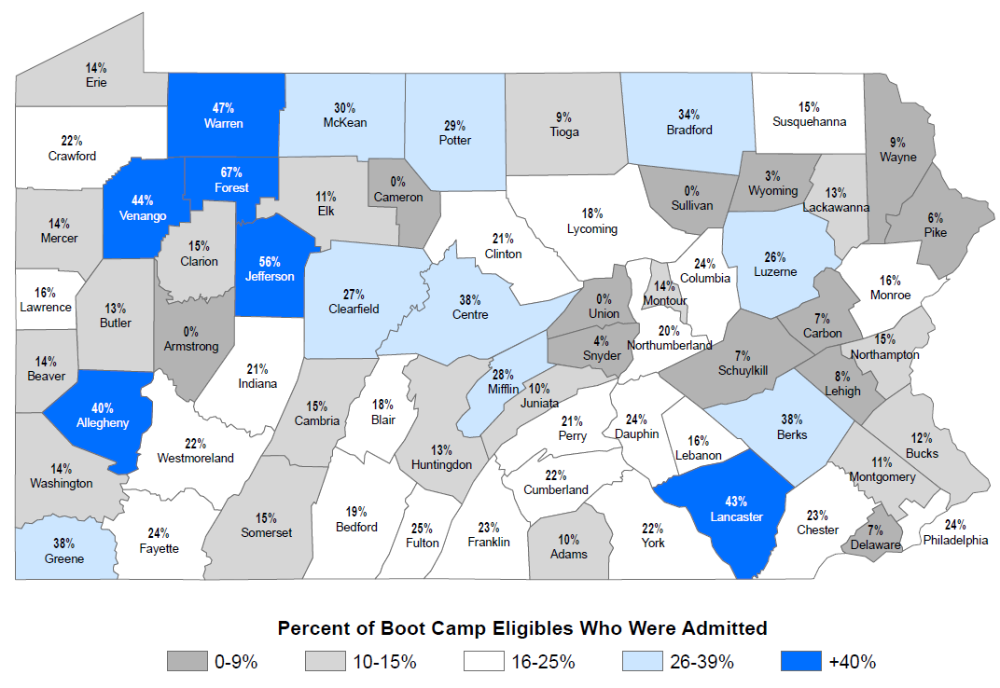 14%
Erie
47%
Warren
30%
McKean
29%
Potter
9%
Tioga
34%
Bradford
15%
Susquehanna
9%
Wayne
22%
Crawford
67%
Forest
44%
Venango
11%
Elk
0%
Cameron
18%
Lycoming
0%
Sullivan
3%
Wyoming
13%
Lackawanna
6%
Pike
14%
Mercer
15%
Clarion
56%
Jefferson
21%
Clinton
24%
Columbia
26%
Luzerne
16%
Monroe
16%
Lawrence
13%
Butler
27%
Clearfield
38%
Centre
0%
Union
14%
Montour
7%
Carbon
0%
Armstrong
4%
Snyder
20%
Northumberland
15%
Northampton
14%
Beaver
21%
Indiana
28%
Mifflin
7%
Schuylkill
8%
Lehigh
40%
Allegheny
15%
Cambria
18%
Blair
10%
Juniata
21%
Perry
24%
Dauphin
16%
Lebanon
38%
Berks
12%
Bucks
22%
Westmoreland
13%
Huntingdon
11%
Montgomery
14%
Washington
22%
Cumberland
43%
Lancaster
15%
Somerset
19%
Bedford
25%
Fulton
23%
Franklin
10%
Adams
22%
York
23%
Chester
7%
Delaware
24%
Philadelphia
38%
Greene
24%
Fayette
Percent of Boot Camp Eligibles Who Were Admitted
0-9%
10-15%
16-25%
26-39%
+40%